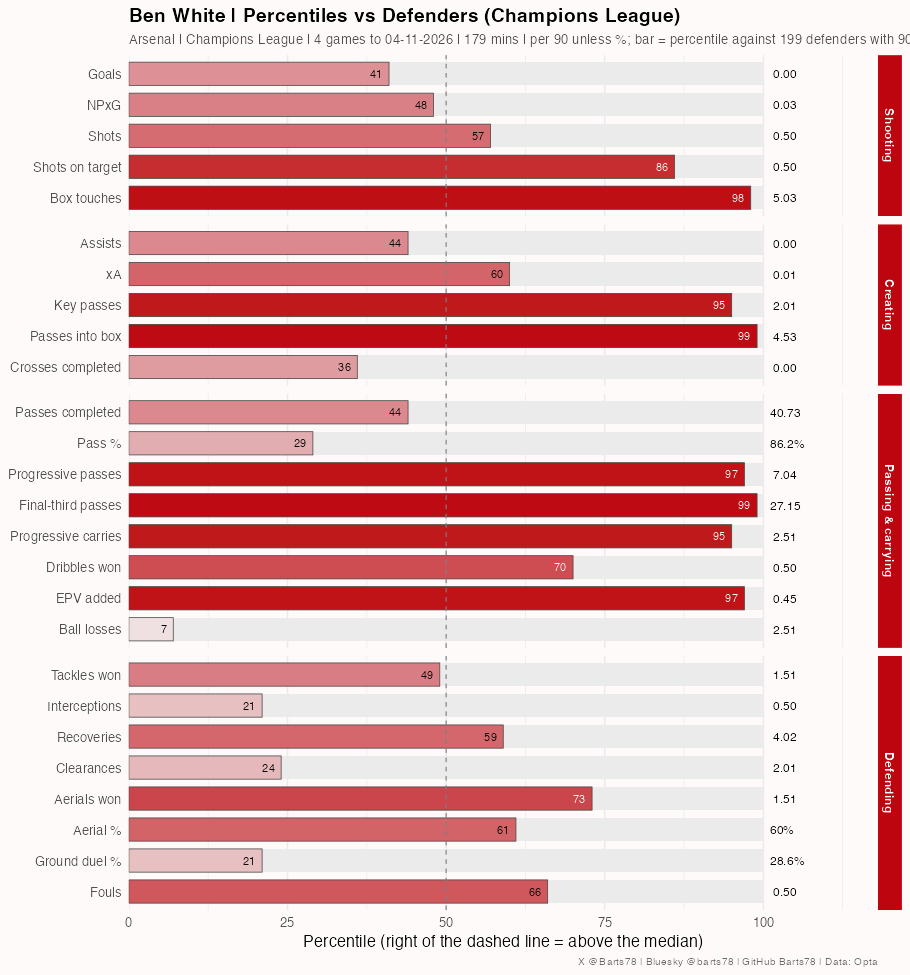 Ben White | Percentiles vs Defenders (Champions League)
Arsenal | Champions League | 4 games to 04-11-2026 | 179 mins | per 90 unless %; bar = percentile against 199 defenders with 90
Goals 41 0.00
NPxG 48 0.03
Shots 57 0.50
Shots on target 86 0.50
Box touches 98 5.03
Shooting
Assists 44 0.00
xA 60 0.01
Key passes 95 2.01
Passes into box 99 4.53
Crosses completed 36 0.00
Creating
Passes completed 44 40.73
Pass % 29 86.2%
Progressive passes 97 7.04
Final-third passes 99 27.15
Progressive carries 95 2.51
Dribbles won 70 0.50
EPV added 97 0.45
Ball losses 7 2.51
Passing & carrying
Tackles won 49 1.51
Interceptions 21 0.50
Recoveries 59 4.02
Clearances 24 2.01
Aerials won 73 1.51
Aerial % 61 60%
Ground duel % 21 28.6%
Fouls 66 0.50
Defending
0 25 50 75 100
Percentile (right of the dashed line = above the median)
X @Barts78 | Bluesky @barts78 | GitHub Barts78 | Data: Opta